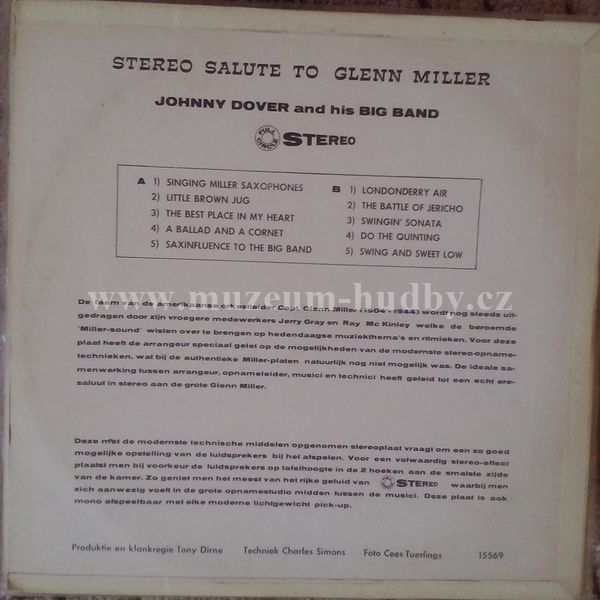 STEREO SALUTE TO GLENN MILLER
JOHNNY DOVER and his BIG BAND
FULL CIRCLE STEREO
A 1) SINGING MILLER SAXOPHONES
2) LITTLE BROWN JUG
3) THE BEST PLACE IN MY HEART
4) A BALLAD AND A CORNET
5) SAXINFLUENCE TO THE BIG BAND
B 1) LONDONDERRY AIR
2) THE BATTLE OF JERICHO
3) SWINGIN' SONATA
4) DO THE QUINTING
5) SWING AND SWEET LOW
www.muzeum-hudby.cz
De faam van de amerikaanse orkestleider Capt. Glenn Miller (1904-1944) wordt nog steeds uit-
gedragen door zijn vroegere medewerkers Jerry Gray en Ray Mc Kinley welke de beroemde
'Miller-sound' wisten over te brengen op hedendaagse muziekthema's en ritmieken. Voor deze
plaat heeft de arrangeur speciaal gelet op de mogelijkheden van de modernste stereo-opname-
technieken, wat bij de authentieke Miller-platen natuurlijk nog niet mogelijk was. De ideale sa-
menwerking tussen arrangeur, opnameleider, musici en technici heeft geleid tot een echt ere-
saluut in stereo aan de grote Glenn Miller.
Deze met de modernste technische middelen opgenomen stereoplaat vraagt om een zo goed
mogelijke opstelling van de luidsprekers bij het afspelen. Voor een volwaardig stereo-effect
plaatst men bij voorkeur de luidsprekers op tafelhoogte in de 2 hoeken aan de smalste zijde
van de kamer. Zo geniet men het meest van het rijke geluid van STEREO waarbij men
zich aanwezig voelt in de grote opnamestudio midden tussen de musici. Deze plaat is ook
mono afspeelbaar met elke moderne lichtgewicht pick-up.
Produktie en klankregie Tony Dirne Techniek Charles Simons Foto Cees Tuerlings 15569